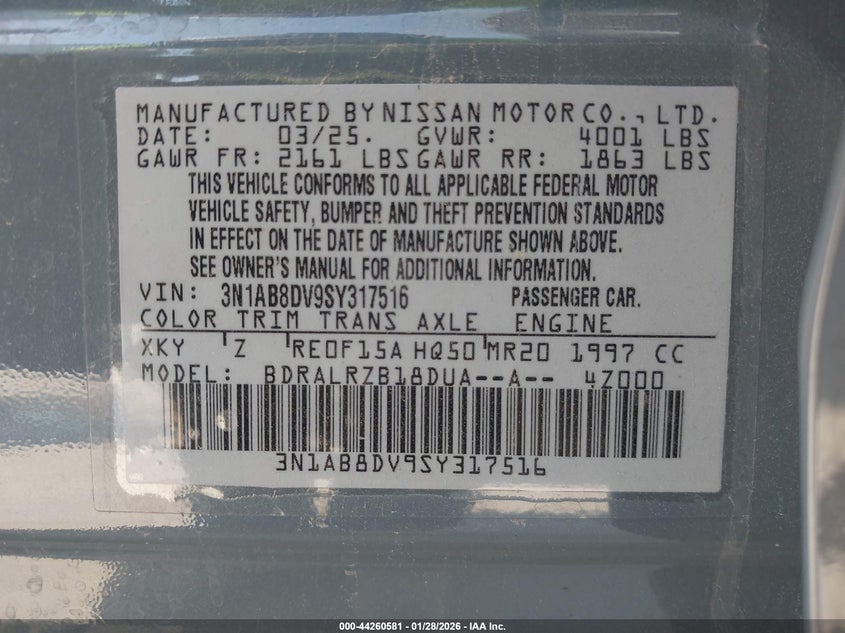 MANUFACTURED BY NISSAN MOTOR CO., LTD.
DATE: 03/25. GVWR: 4001 LBS
GAWR FR: 2161 LBS GAWR RR: 1863 LBS
THIS VEHICLE CONFORMS TO ALL APPLICABLE FEDERAL MOTOR
VEHICLE SAFETY, BUMPER AND THEFT PREVENTION STANDARDS
IN EFFECT ON THE DATE OF MANUFACTURE SHOWN ABOVE.
SEE OWNER'S MANUAL FOR ADDITIONAL INFORMATION.
VIN: 3N1AB8DV9SY317516 PASSENGER CAR.
COLOR TRIM TRANS AXLE ENGINE
XKY Z RE0F15A HQ50 MR20 1997 CC
MODEL: BDRALRZB18DUA--A-- 4Z000
3N1AB8DV9SY317516
000-44260581 - 01/28/2026 - IAA Inc.